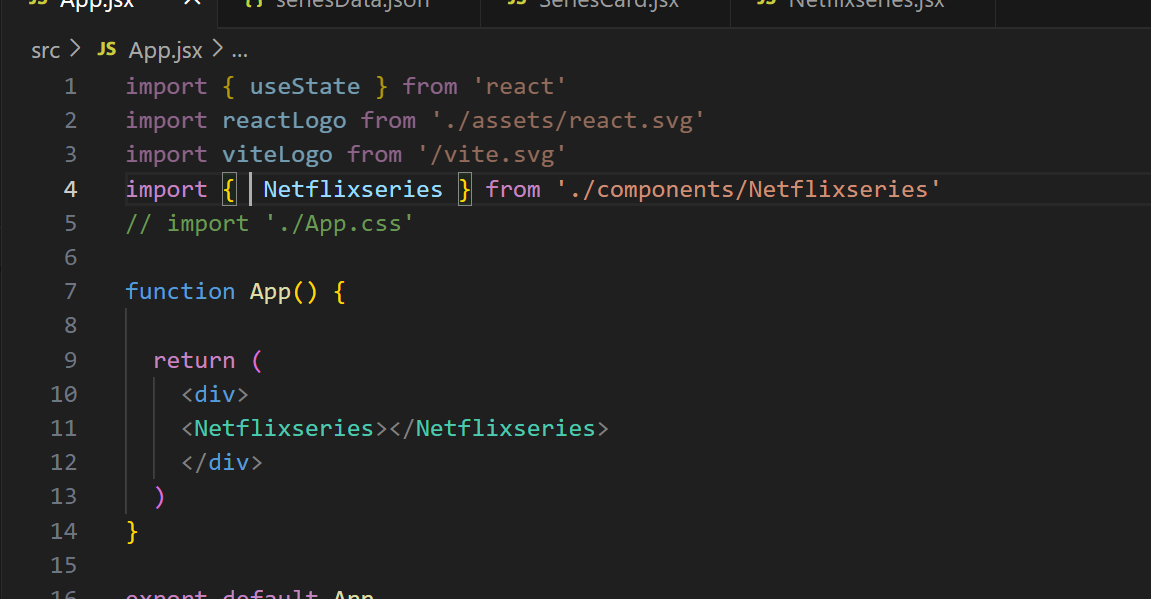 JS App.jsx × {} seriesData.json JS SeriesCard.jsx JS Netflixseries.jsx
src > JS App.jsx > ...
1 import { useState } from 'react'
2 import reactLogo from './assets/react.svg'
3 import viteLogo from '/vite.svg'
4 import { Netflixseries } from './components/Netflixseries'
5 // import './App.css'
6
7 function App() {
8
9 return (
10 <div>
11 <Netflixseries></Netflixseries>
12 </div>
13 )
14 }
15
16 export default App